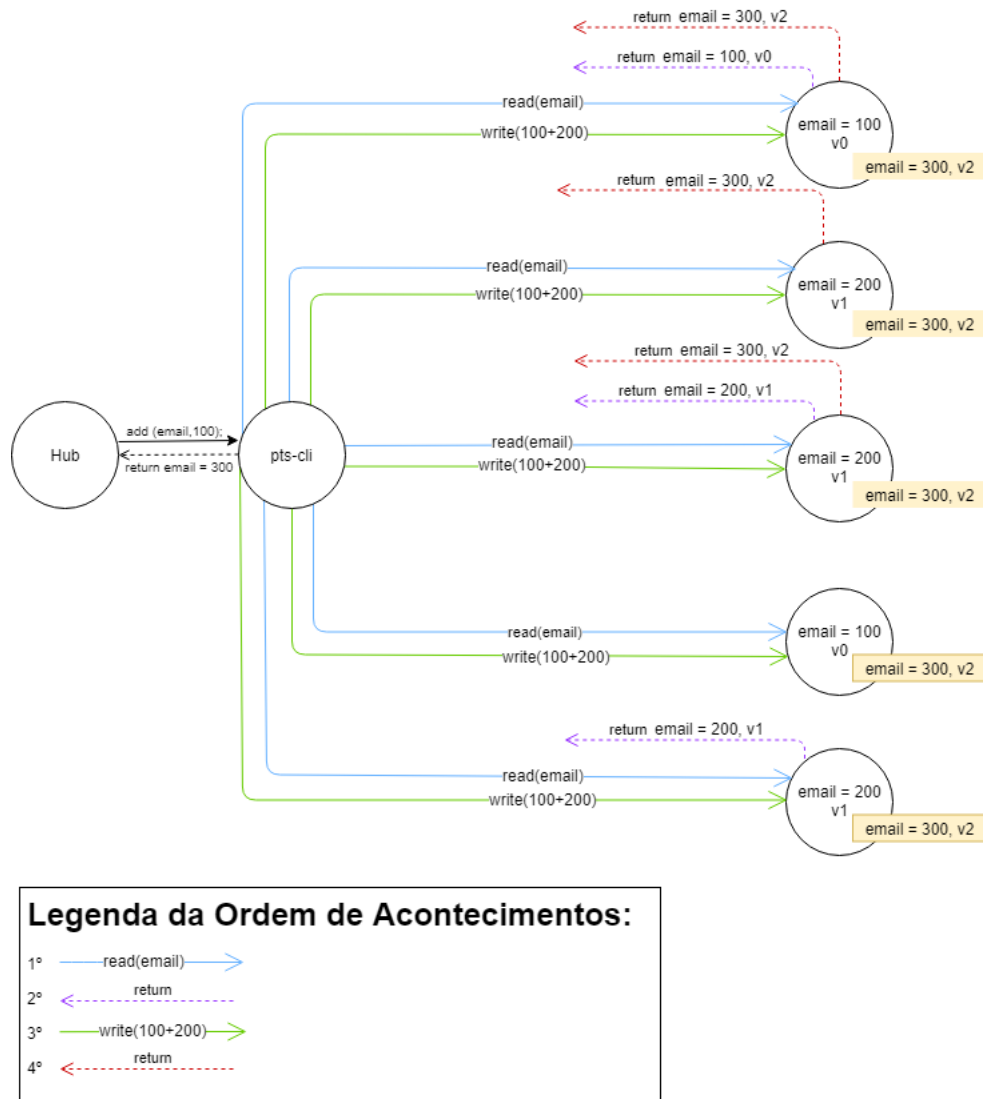 return email = 300, v2
return email = 100, v0
read(email)
write(100+200)
email = 100
v0
email = 300, v2
return email = 300, v2
read(email)
write(100+200)
email = 200
v1
email = 300, v2
return email = 300, v2
return email = 200, v1
Hub
add (email,100);
return email = 300
pts-cli
read(email)
write(100+200)
email = 200
v1
email = 300, v2
read(email)
write(100+200)
email = 100
v0
email = 300, v2
return email = 200, v1
read(email)
write(100+200)
email = 200
v1
email = 300, v2
Legenda da Ordem de Acontecimentos:
1º read(email)
2º return
3º write(100+200)
4º return